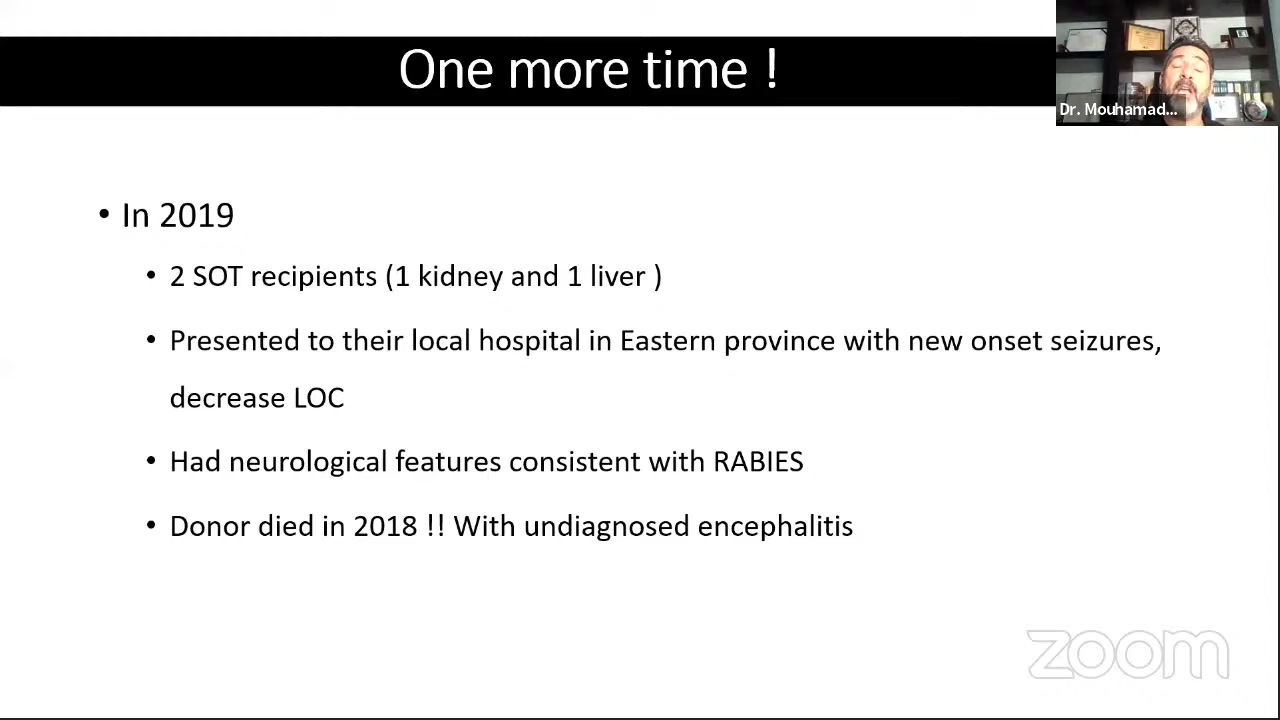 One more time !
Dr. Mouhamad...
• In 2019
• 2 SOT recipients (1 kidney and 1 liver )
• Presented to their local hospital in Eastern province with new onset seizures,
decrease LOC
• Had neurological features consistent with RABIES
• Donor died in 2018 !! With undiagnosed encephalitis
zoom